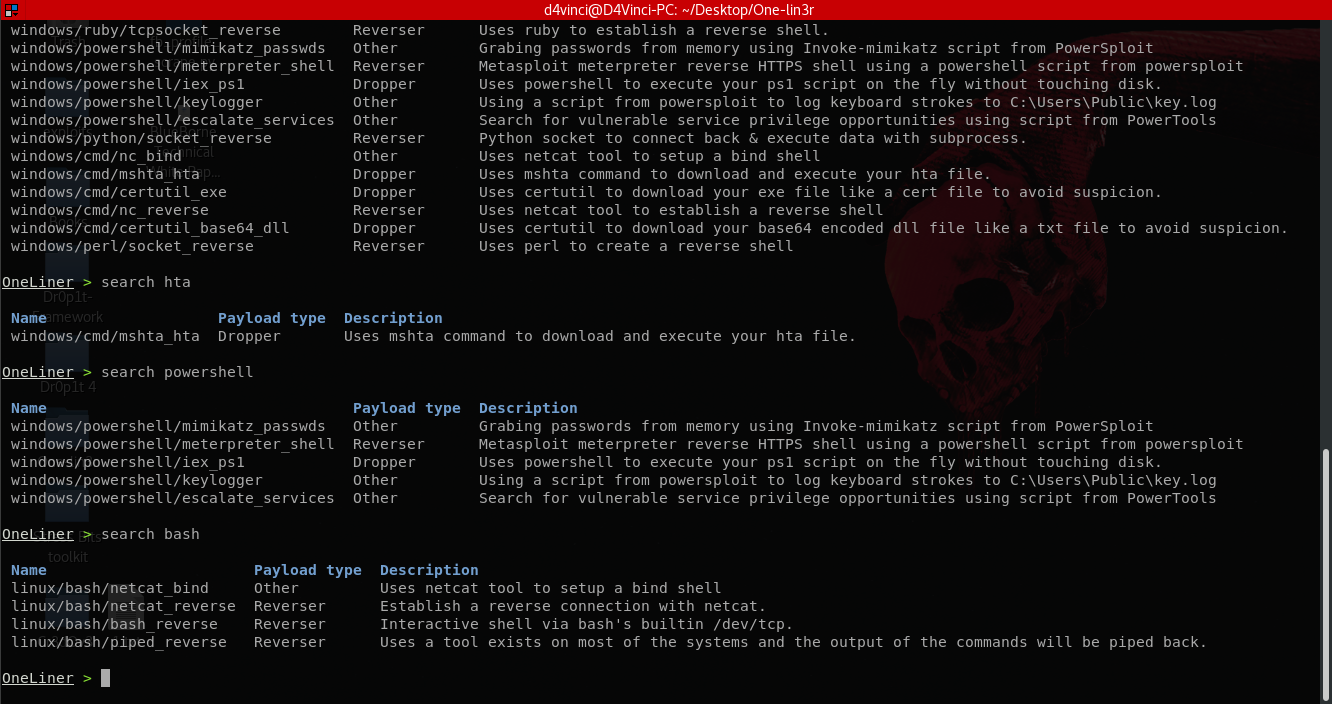 d4vinci@D4Vinci-PC: ~/Desktop/One-lin3r
windows/ruby/tcpsocket_reverse Reverser Uses ruby to establish a reverse shell.
windows/powershell/mimikatz_passwds Other Grabing passwords from memory using Invoke-mimikatz script from PowerSploit
windows/powershell/meterpreter_shell Reverser Metasploit meterpreter reverse HTTPS shell using a powershell script from powersploit
windows/powershell/iex_ps1 Dropper Uses powershell to execute your ps1 script on the fly without touching disk.
windows/powershell/keylogger Other Using a script from powersploit to log keyboard strokes to C:\Users\Public\key.log
windows/powershell/escalate_services Other Search for vulnerable service privilege opportunities using script from PowerTools
windows/python/socket_reverse Reverser Python socket to connect back & execute data with subprocess.
windows/cmd/nc_bind Other Uses netcat tool to setup a bind shell
windows/cmd/mshta_hta Dropper Uses mshta command to download and execute your hta file.
windows/cmd/certutil_exe Dropper Uses certutil to download your exe file like a cert file to avoid suspicion.
windows/cmd/nc_reverse Reverser Uses netcat tool to establish a reverse shell
windows/cmd/certutil_base64_dll Dropper Uses certutil to download your base64 encoded dll file like a txt file to avoid suspicion.
windows/perl/socket_reverse Reverser Uses perl to create a reverse shell
OneLiner > search hta
Name Payload type Description
windows/cmd/mshta_hta Dropper Uses mshta command to download and execute your hta file.
OneLiner > search powershell
Name Payload type Description
windows/powershell/mimikatz_passwds Other Grabing passwords from memory using Invoke-mimikatz script from PowerSploit
windows/powershell/meterpreter_shell Reverser Metasploit meterpreter reverse HTTPS shell using a powershell script from powersploit
windows/powershell/iex_ps1 Dropper Uses powershell to execute your ps1 script on the fly without touching disk.
windows/powershell/keylogger Other Using a script from powersploit to log keyboard strokes to C:\Users\Public\key.log
windows/powershell/escalate_services Other Search for vulnerable service privilege opportunities using script from PowerTools
OneLiner > search bash
Name Payload type Description
linux/bash/netcat_bind Other Uses netcat tool to setup a bind shell
linux/bash/netcat_reverse Reverser Establish a reverse connection with netcat.
linux/bash/bash_reverse Reverser Interactive shell via bash's builtin /dev/tcp.
linux/bash/piped_reverse Reverser Uses a tool exists on most of the systems and the output of the commands will be piped back.
OneLiner >
Dr0p1t-
Framework
Dr0p1t 4
toolkit